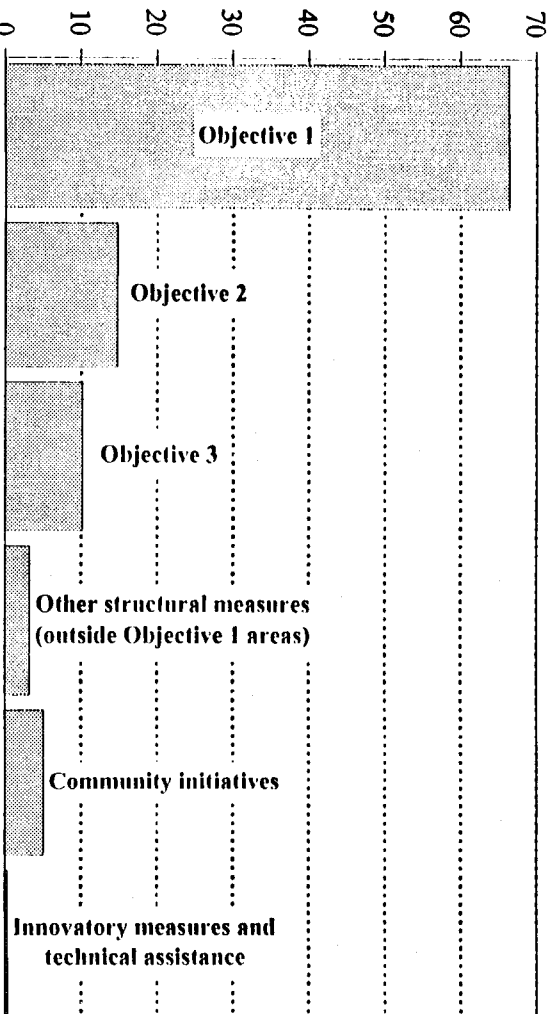 0
10
20
30
40
50
60
70
Objective 1
Objective 2
Objective 3
Other structural measures
(outside Objective 1 areas)
Community initiatives
Innovatory measures and
technical assistance